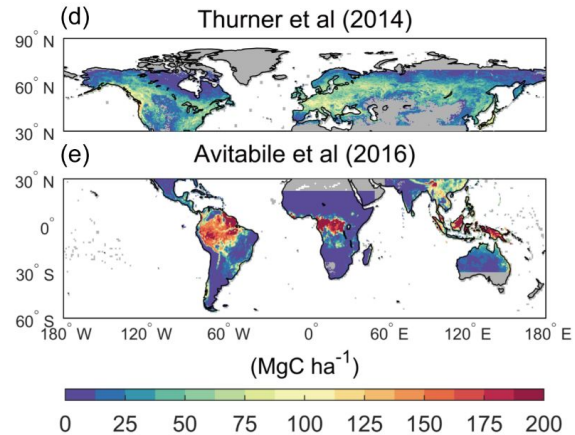 (d) Thurner et al (2014)
90° N
60° N
30° N
(e) Avitabile et al (2016)
30° N
0°
30° S
60° S
180° W 120° W 60° W 0° 60° E 120° E 180° E
(MgC ha⁻¹)
0 25 50 75 100 125 150 175 200